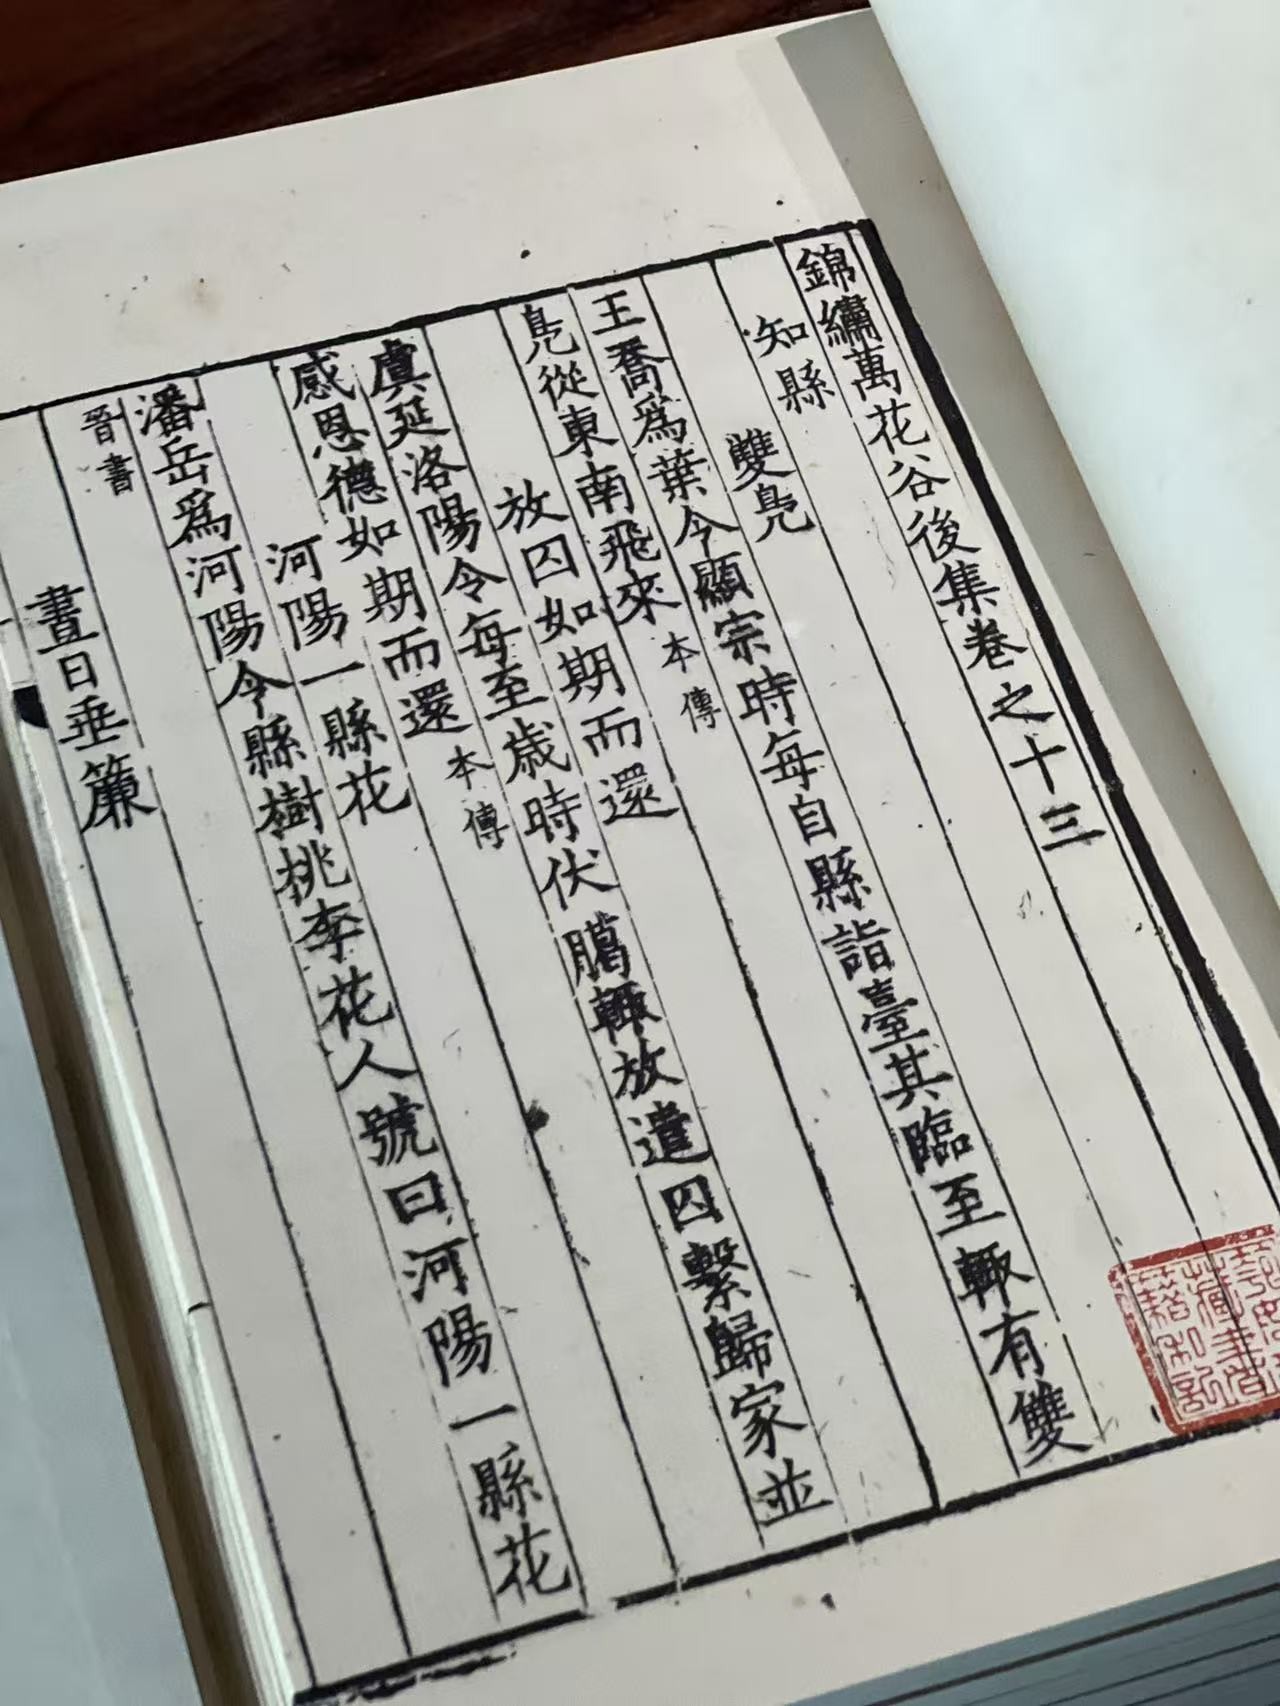 錦繡萬花谷後集卷之十三
知縣
雙鳧
王喬爲葉令顯宗時每自縣詣臺其臨至輙有雙
鳧從東南飛來本傳
放囚如期而還
虞延洛陽令每至歲時伏臈輙放遣囚繫歸家並
感恩德如期而還本傳
河陽一縣花
潘岳爲河陽令縣樹桃李花人號曰河陽一縣花
晉書
晝日垂簾